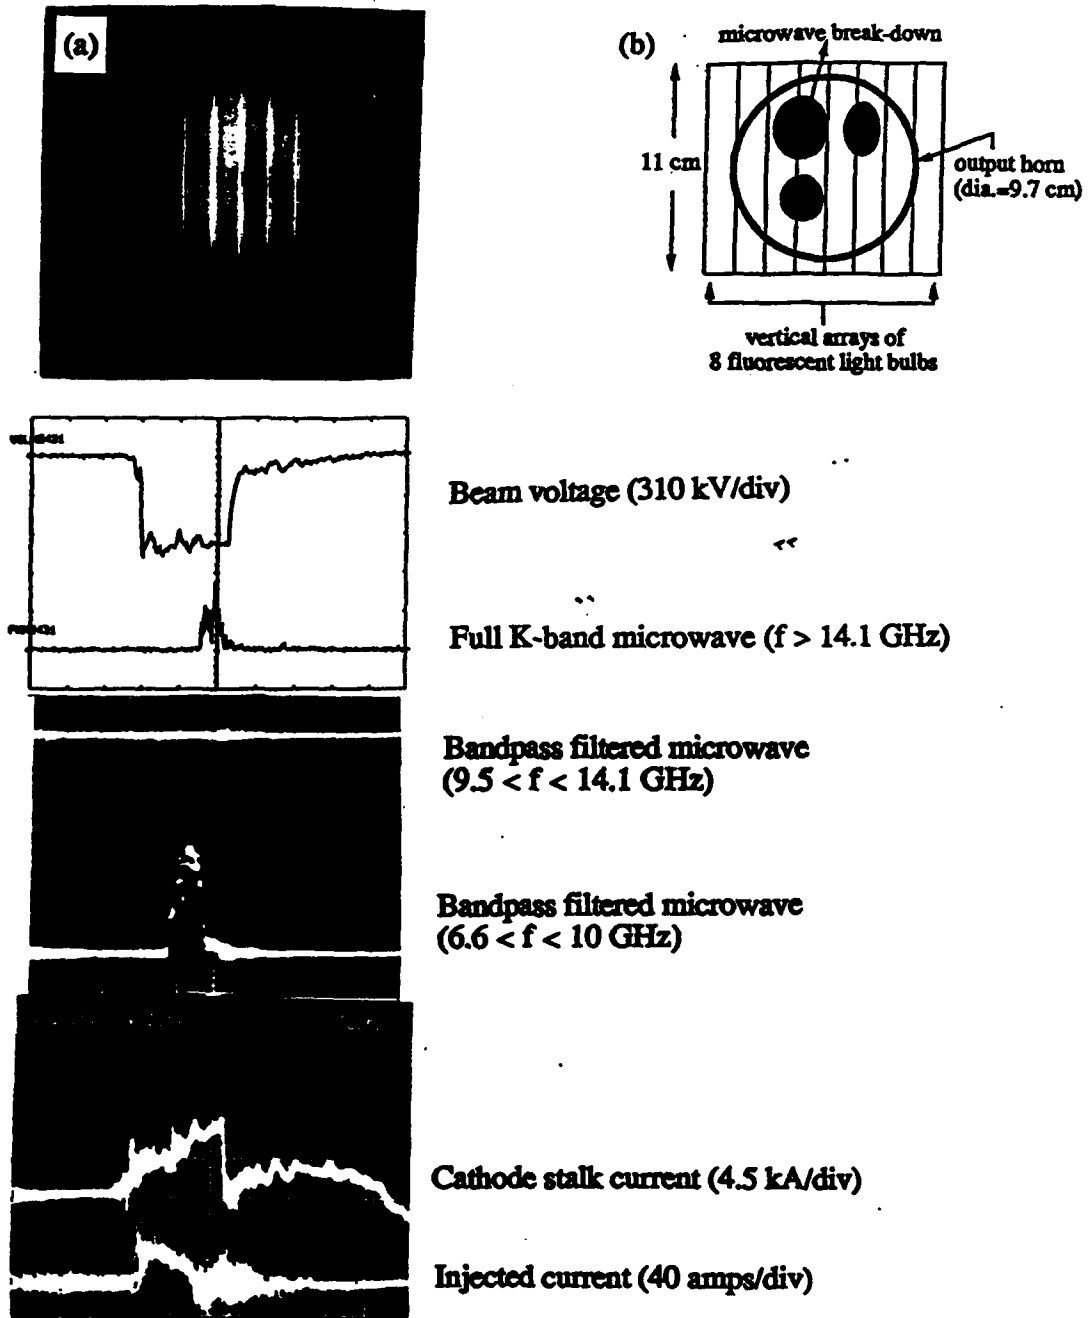 (a)
(b)
microwave break-down
11 cm
output horn
(dia.=9.7 cm)
vertical arrays of
8 fluorescent light bulbs
Beam voltage (310 kV/div)
Full K-band microwave (f > 14.1 GHz)
Bandpass filtered microwave
(9.5 < f < 14.1 GHz)
Bandpass filtered microwave
(6.6 < f < 10 GHz)
Cathode stalk current (4.5 kA/div)
Injected current (40 amps/div)